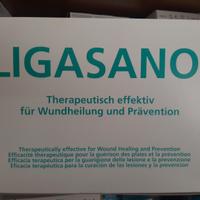 LIGASANO
Therapeutisch effektiv
für Wundheilung und Prävention
Therapeutically effective for Wound Healing and Prevention
Efficacité thérapeutique pour la guérison des plaies et la prévention
Efficacia terapeutica per la guarigione delle lesione e la prevenzione
Eficacia terapéutica para la curación de las lesiones y la prevención